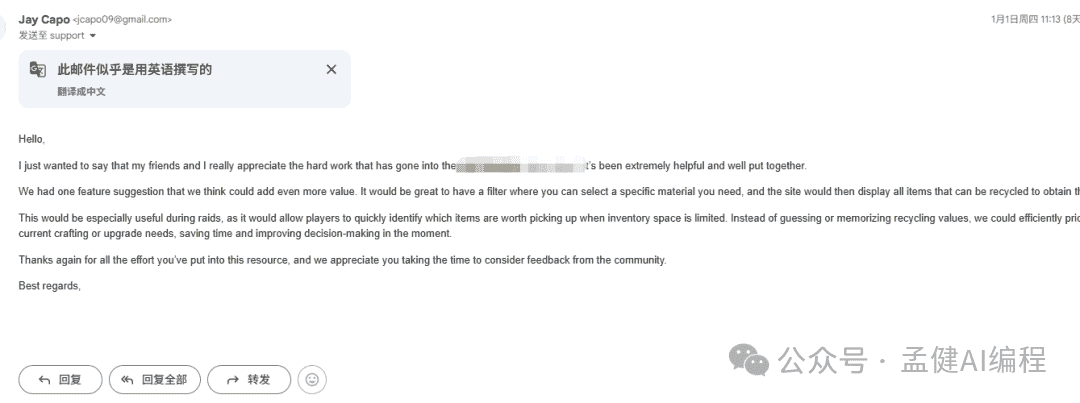 Jay Capo <jcapo09@gmail.com>
1月1日周四 11:13 (8天
发送至 support
此邮件似乎是用英语撰写的
翻译成中文
Hello,
I just wanted to say that my friends and I really appreciate the hard work that has gone into the t's been extremely helpful and well put together.
We had one feature suggestion that we think could add even more value. It would be great to have a filter where you can select a specific material you need, and the site would then display all items that can be recycled to obtain th
This would be especially useful during raids, as it would allow players to quickly identify which items are worth picking up when inventory space is limited. Instead of guessing or memorizing recycling values, we could efficiently pric
current crafting or upgrade needs, saving time and improving decision-making in the moment.
Thanks again for all the effort you've put into this resource, and we appreciate you taking the time to consider feedback from the community.
Best regards,
公众号 · 孟健AI编程
回复 回复全部 转发